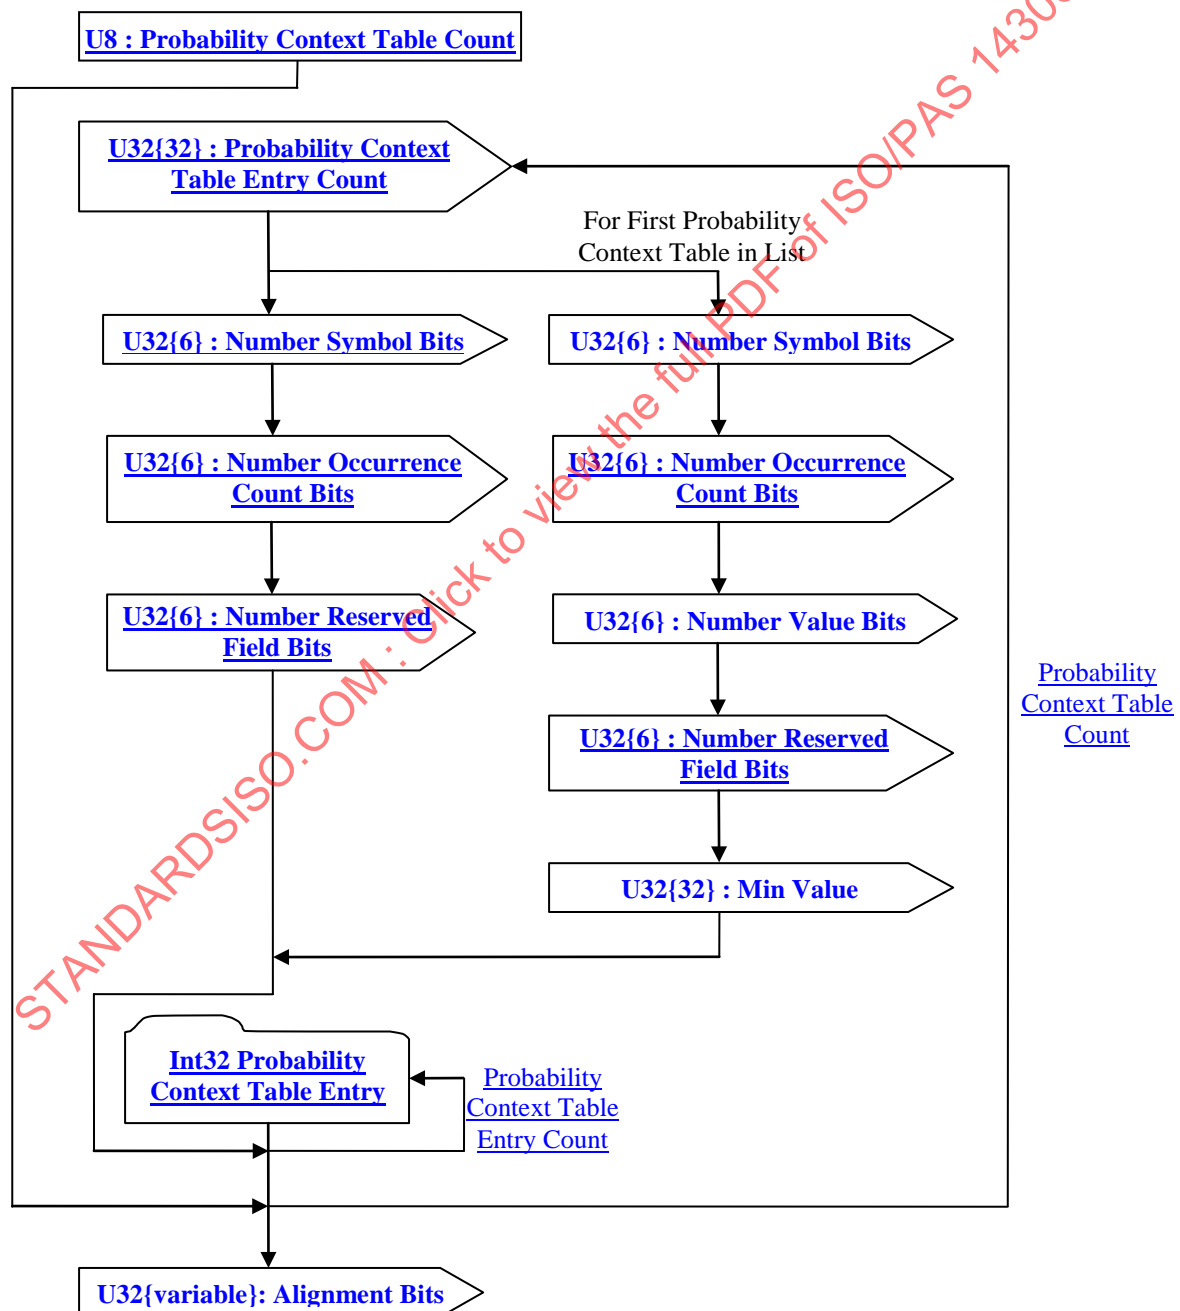 U8 : Probability Context Table Count
U32{32} : Probability Context
Table Entry Count
For First Probability
Context Table in List
U32{6} : Number Symbol Bits
U32{6} : Number Symbol Bits
U32{6} : Number Occurrence
Count Bits
U32{6} : Number Occurrence
Count Bits
U32{6} : Number Reserved
Field Bits
U32{6} : Number Value Bits
Probability
Context Table
Count
U32{6} : Number Reserved
Field Bits
U32{32} : Min Value
Int32 Probability
Context Table Entry
Probability
Context Table
Entry Count
U32{variable}: Alignment Bits
STANDARDSISO.COM : Click to view the full PDF of ISO/PAS 1430